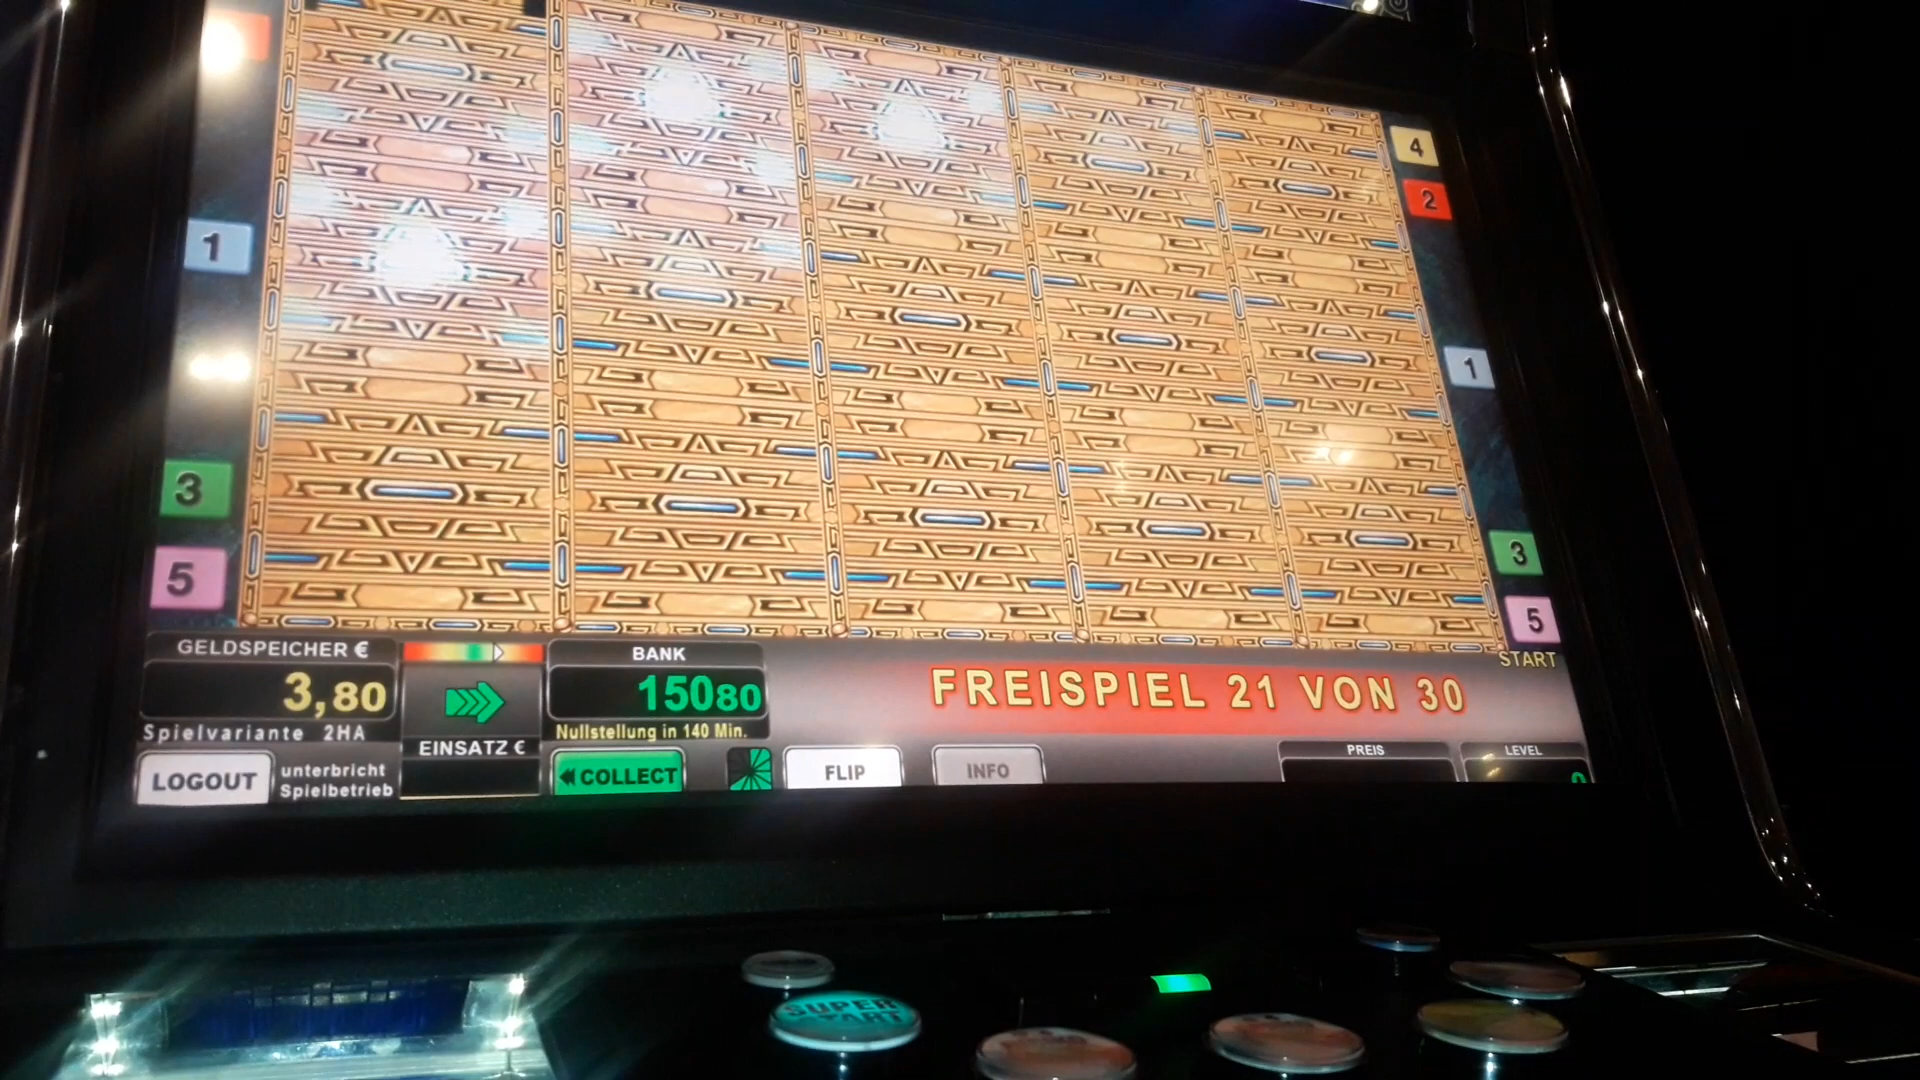 4
2
1
1
3
3
5
5
START
GELDSPEICHER €
3,80
Spielvariante 2HA
EINSATZ €
BANK
15080
Nullstellung in 140 Min.
FREISPIEL 21 VON 30
PREIS
LEVEL
LOGOUT
unterbricht
Spielbetrieb
COLLECT
FLIP
INFO
SUPER